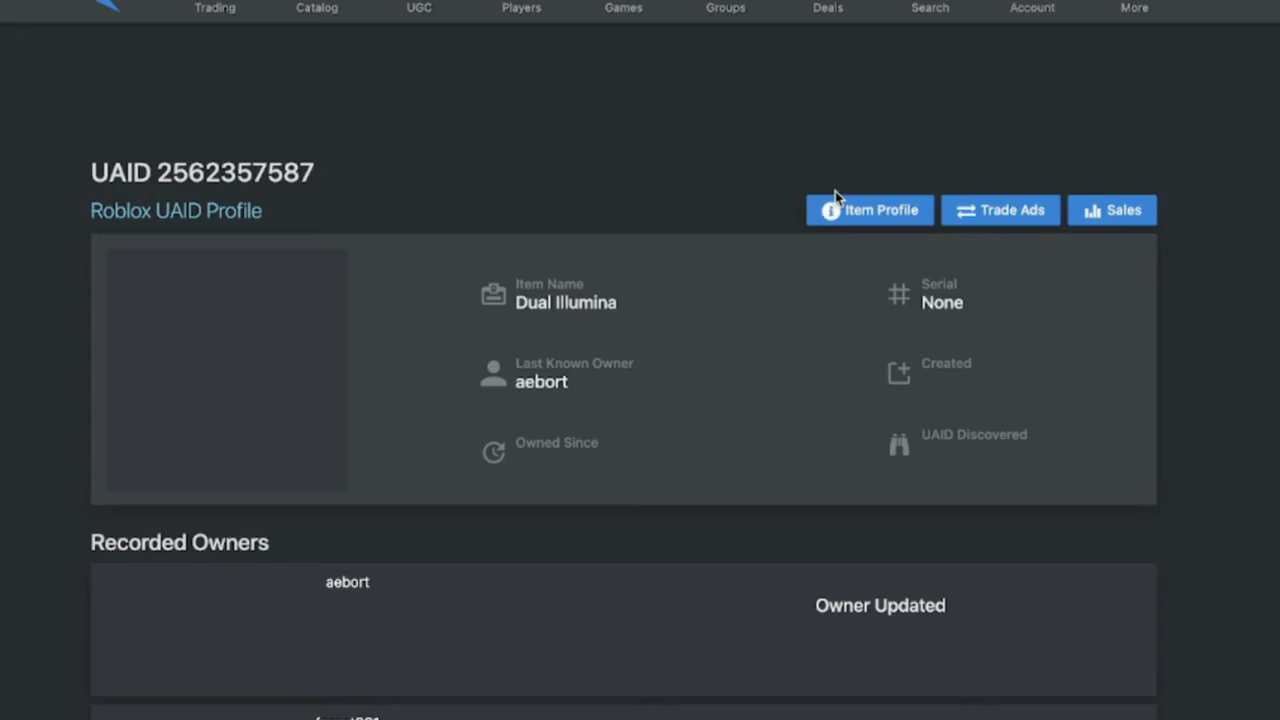 Trading Catalog UGC Players Games Groups Deals Search Account More
UAID 2562357587
Roblox UAID Profile
Item Profile Trade Ads Sales
Item Name
Dual Illumina
Serial
None
Last Known Owner
aebort
Created
Owned Since
UAID Discovered
Recorded Owners
aebort
Owner Updated